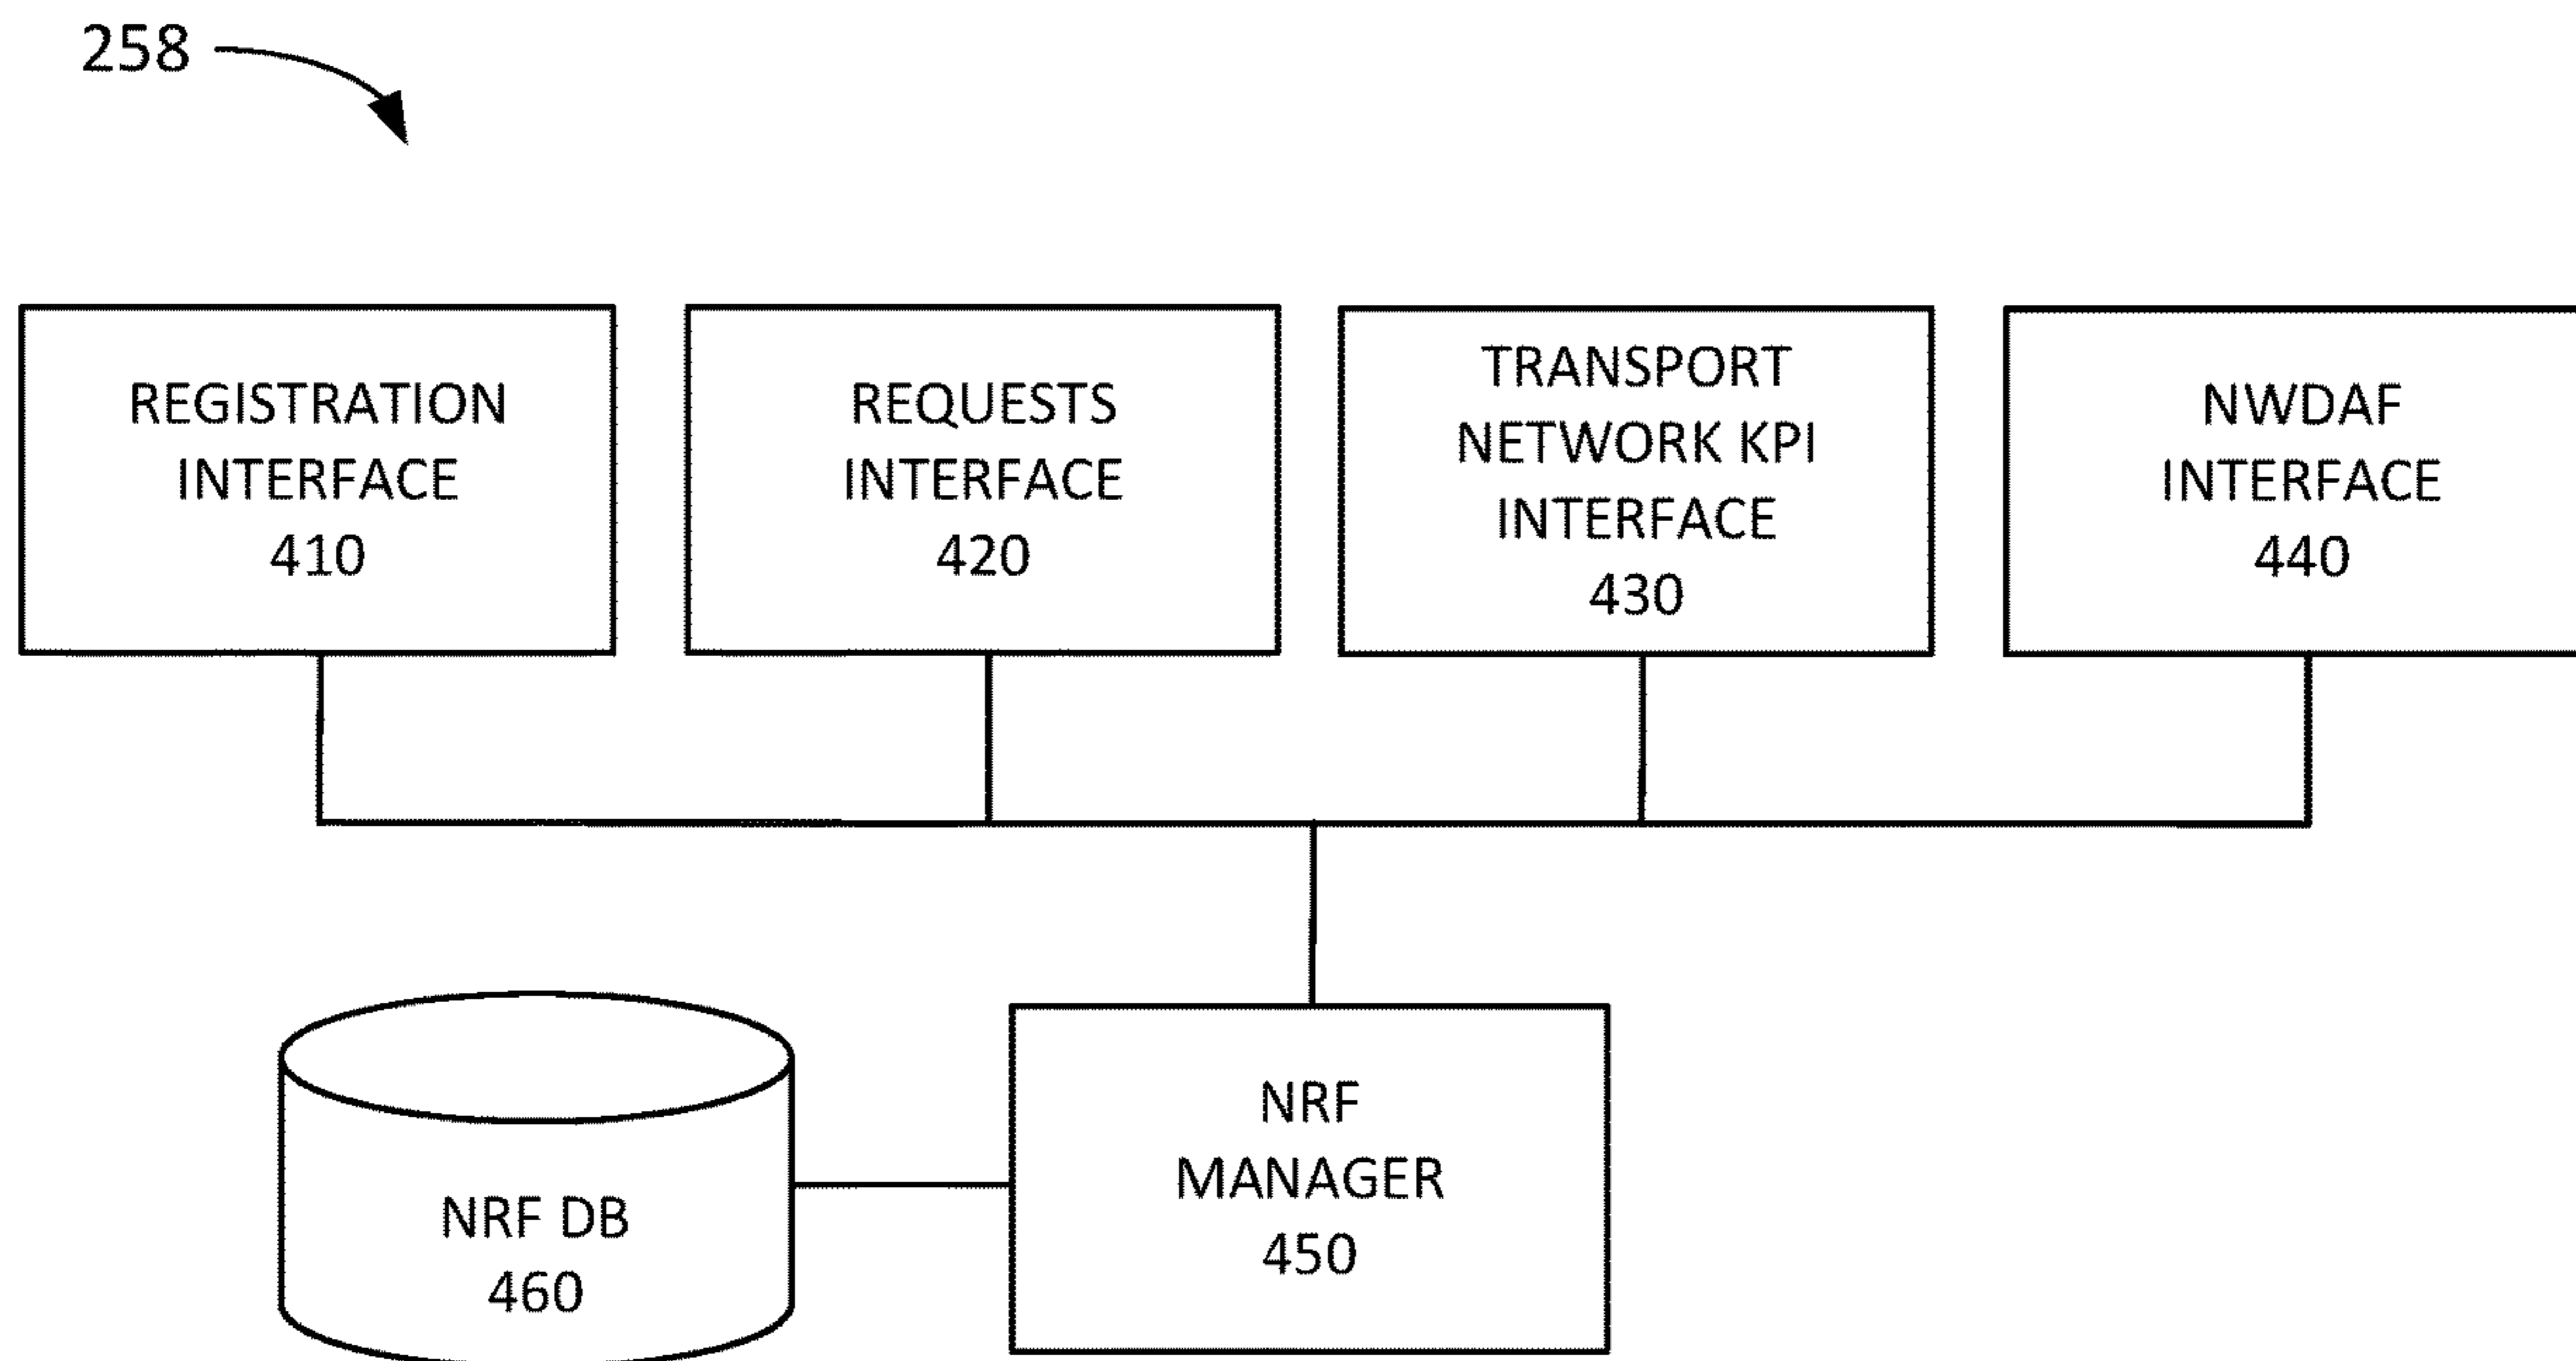 258
REGISTRATION
INTERFACE
410
REQUESTS
INTERFACE
420
TRANSPORT
NETWORK KPI
INTERFACE
430
NWDAF
INTERFACE
440
NRF DB
460
NRF
MANAGER
450